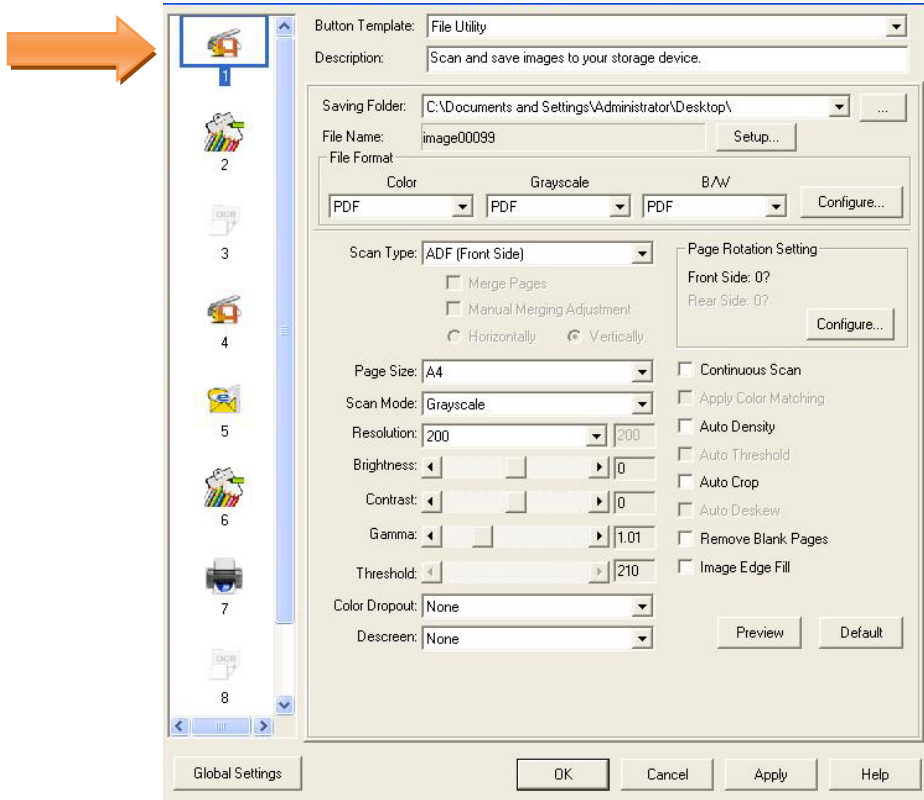 1
2
OCR
3
4
5
6
7
OCR
8
Global Settings
Button Template: File Utility
Description: Scan and save images to your storage device.
Saving Folder: C:\Documents and Settings\Administrator\Desktop\ ...
File Name: image00099 Setup...
File Format
Color Grayscale B/W
PDF PDF PDF Configure...
Scan Type: ADF (Front Side)
Merge Pages
Manual Merging Adjustment
Horizontally Vertically
Page Rotation Setting
Front Side: 0?
Rear Side: 0?
Configure...
Page Size: A4
Scan Mode: Grayscale
Resolution: 200 200
Brightness: 0
Contrast: 0
Gamma: 1.01
Threshold: 210
Color Dropout: None
Descreen: None
Continuous Scan
Apply Color Matching
Auto Density
Auto Threshold
Auto Crop
Auto Deskew
Remove Blank Pages
Image Edge Fill
Preview Default
OK Cancel Apply Help